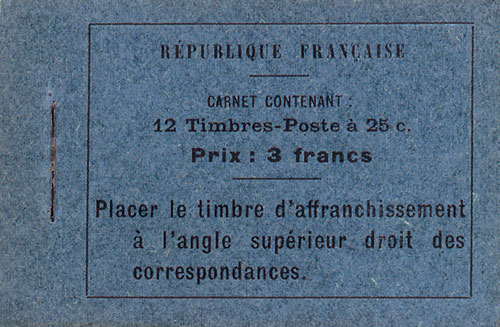 RÉPUBLIQUE FRANÇAISE
CARNET CONTENANT :
12 Timbres-Poste à 25 c.
Prix : 3 francs
Placer le timbre d'affranchissement
à l'angle supérieur droit des
correspondances.